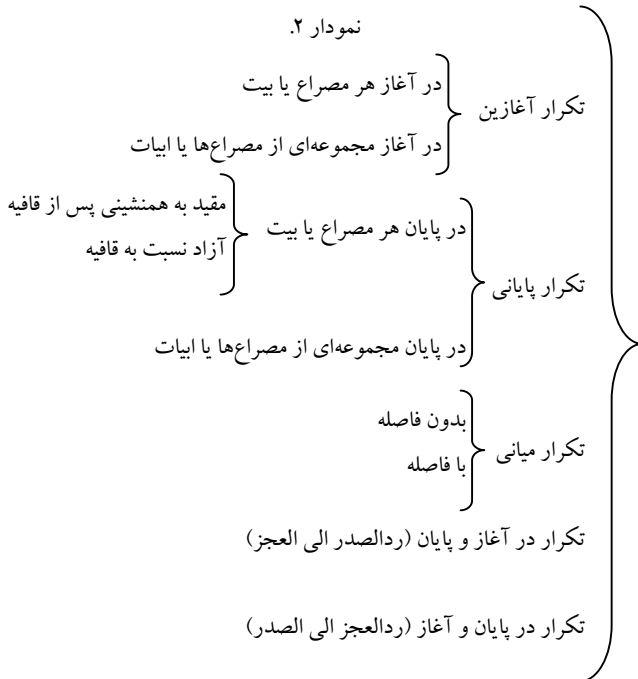 نمودار ۲.
تکرار آغازین
در آغاز هر مصراع یا بیت
در آغاز مجموعه‌ای از مصراع‌ها یا ابیات
تکرار پایانی
در پایان هر مصراع یا بیت
مقید به همنشینی پس از قافیه
آزاد نسبت به قافیه
در پایان مجموعه‌ای از مصراع‌ها یا ابیات
تکرار میانی
بدون فاصله
با فاصله
تکرار در آغاز و پایان (ردالصدر الی العجز)
تکرار در پایان و آغاز (ردالعجز الی الصدر)